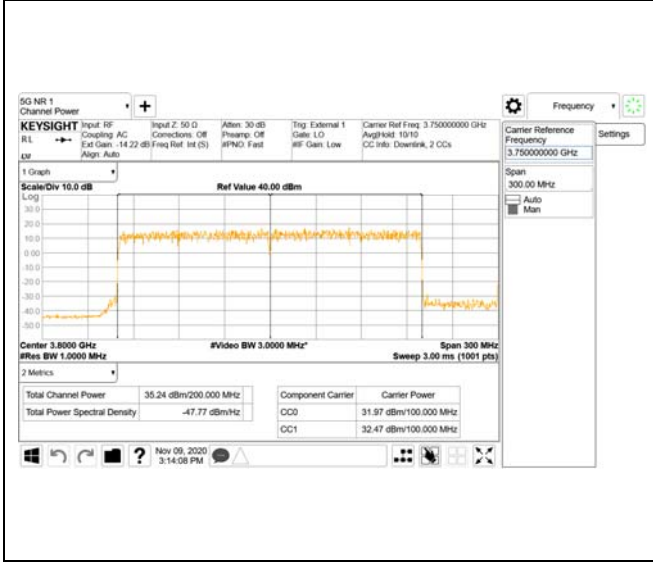 5G NR 1
Channel Power
Frequency
KEYSIGHT
RL
Input: RF
Coupling: AC
Ext Gain: -14.22 dB
Align: Auto
Input Z: 50 Ω
Corrections: Off
Freq Ref: Int (S)
Atten: 30 dB
Preamp: Off
#PNO: Fast
Trig: External 1
Gate: LO
#IF Gain: Low
Carrier Ref Freq: 3.750000000 GHz
Avg|Hold: 10/10
CC Info: Downlink, 2 CCs
Carrier Reference
Frequency
3.750000000 GHz
Settings
Span
300.00 MHz
Auto
Man
1 Graph
Scale/Div 10.0 dB
Ref Value 40.00 dBm
Log
30.0
20.0
10.0
0.00
-10.0
-20.0
-30.0
-40.0
-50.0
Center 3.8000 GHz
#Video BW 3.0000 MHz*
Span 300 MHz
#Res BW 1.0000 MHz
Sweep 3.00 ms (1001 pts)
2 Metrics
Total Channel Power 35.24 dBm/200.000 MHz
Total Power Spectral Density -47.77 dBm/Hz
Component Carrier Carrier Power
CC0 31.97 dBm/100.000 MHz
CC1 32.47 dBm/100.000 MHz
?
Nov 09, 2020
3:14:08 PM